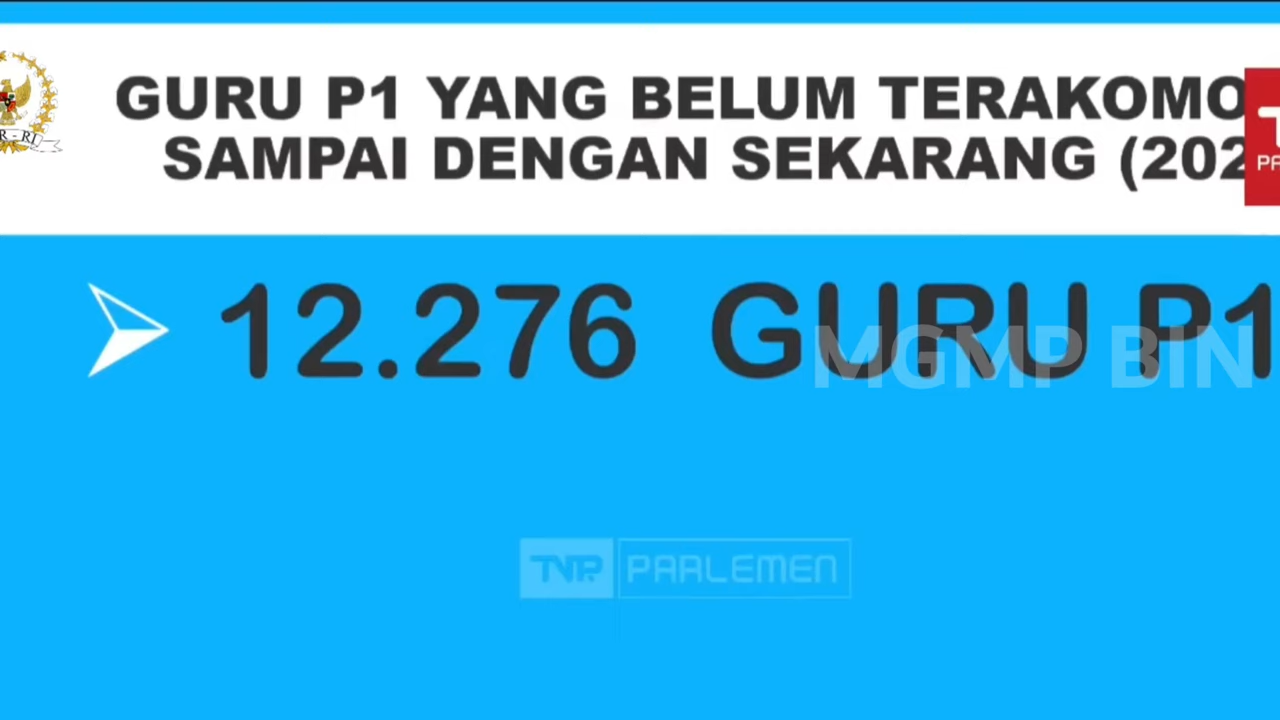 GURU P1 YANG BELUM TERAKOMO
SAMPAI DENGAN SEKARANG (202
12.276 GURU P1
MGMP BIN
TVR PARLEMEN